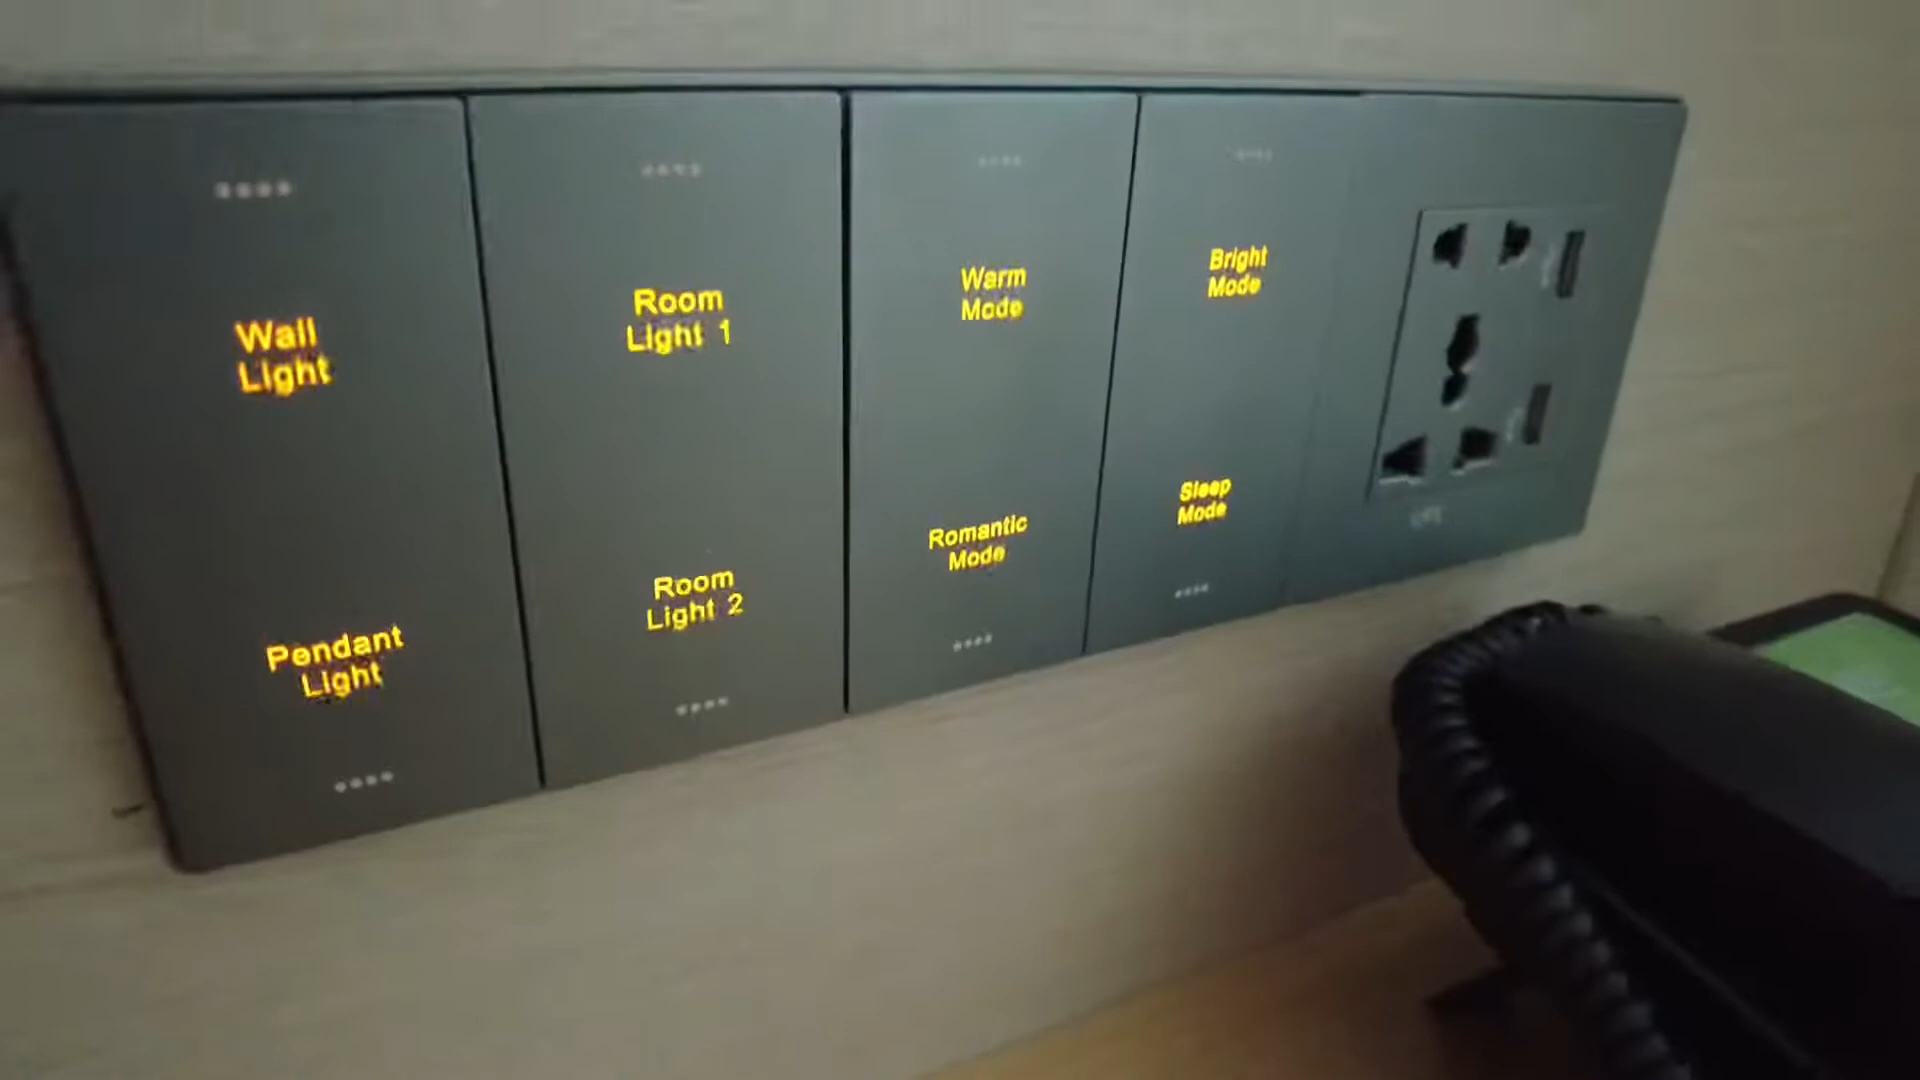 Wall
Light
Room
Light 1
Warm
Mode
Bright
Mode
Pendant
Light
Room
Light 2
Romantic
Mode
Sleep
Mode